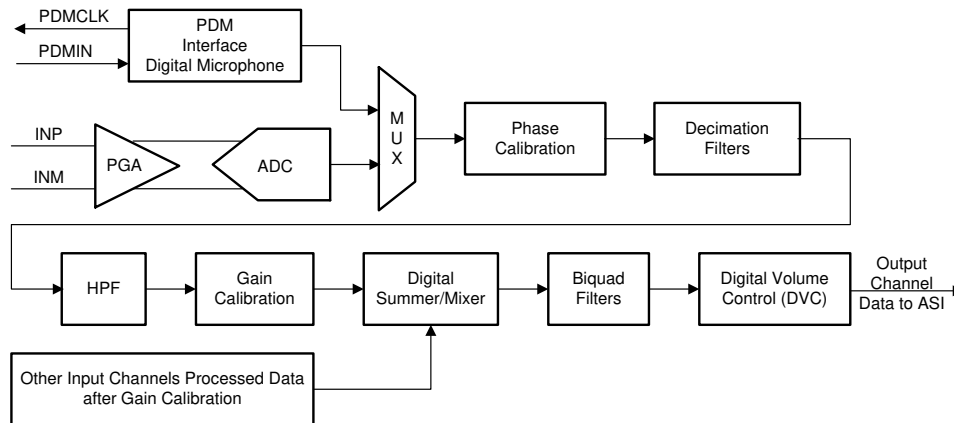 PDMCLK
PDMIN
PDM
Interface
Digital Microphone
INP
INM
PGA
ADC
M
U
X
Phase
Calibration
Decimation
Filters
HPF
Gain
Calibration
Digital
Summer/Mixer
Biquad
Filters
Digital Volume
Control (DVC)
Output
Channel
Data to ASI
Other Input Channels Processed Data
after Gain Calibration